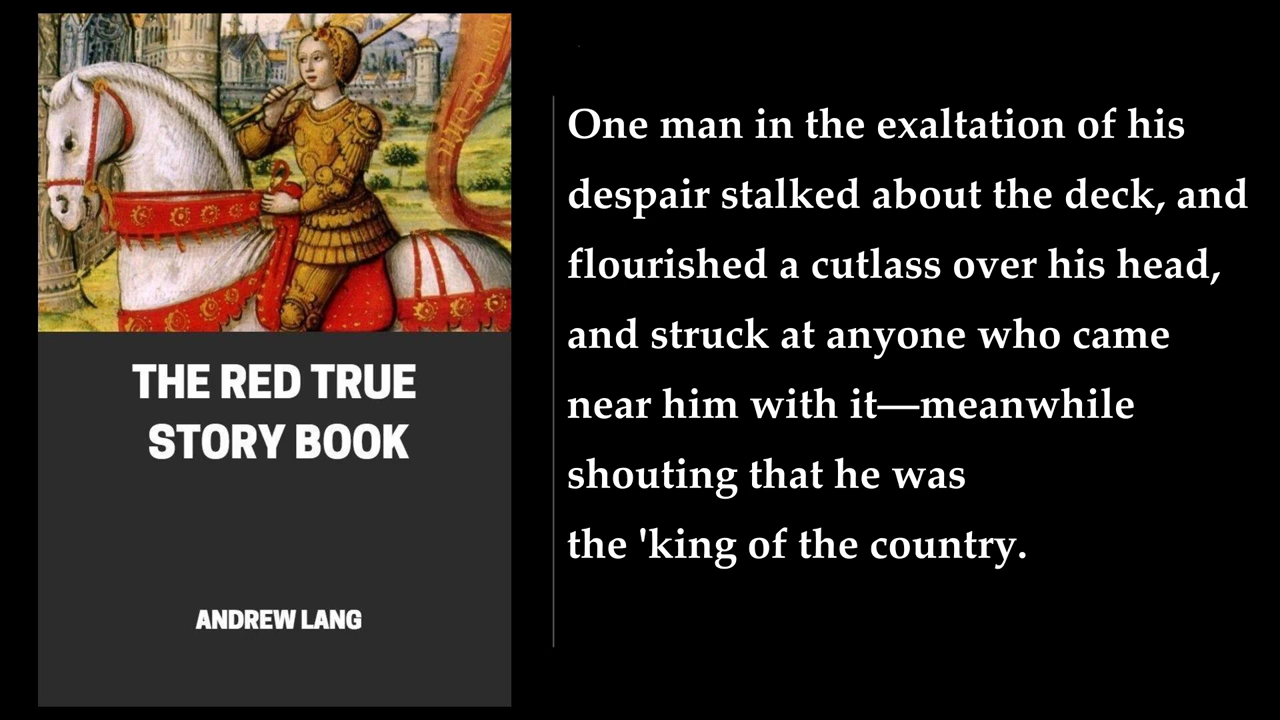 THE RED TRUE
STORY BOOK
ANDREW LANG
One man in the exaltation of his
despair stalked about the deck, and
flourished a cutlass over his head,
and struck at anyone who came
near him with it—meanwhile
shouting that he was
the 'king of the country.